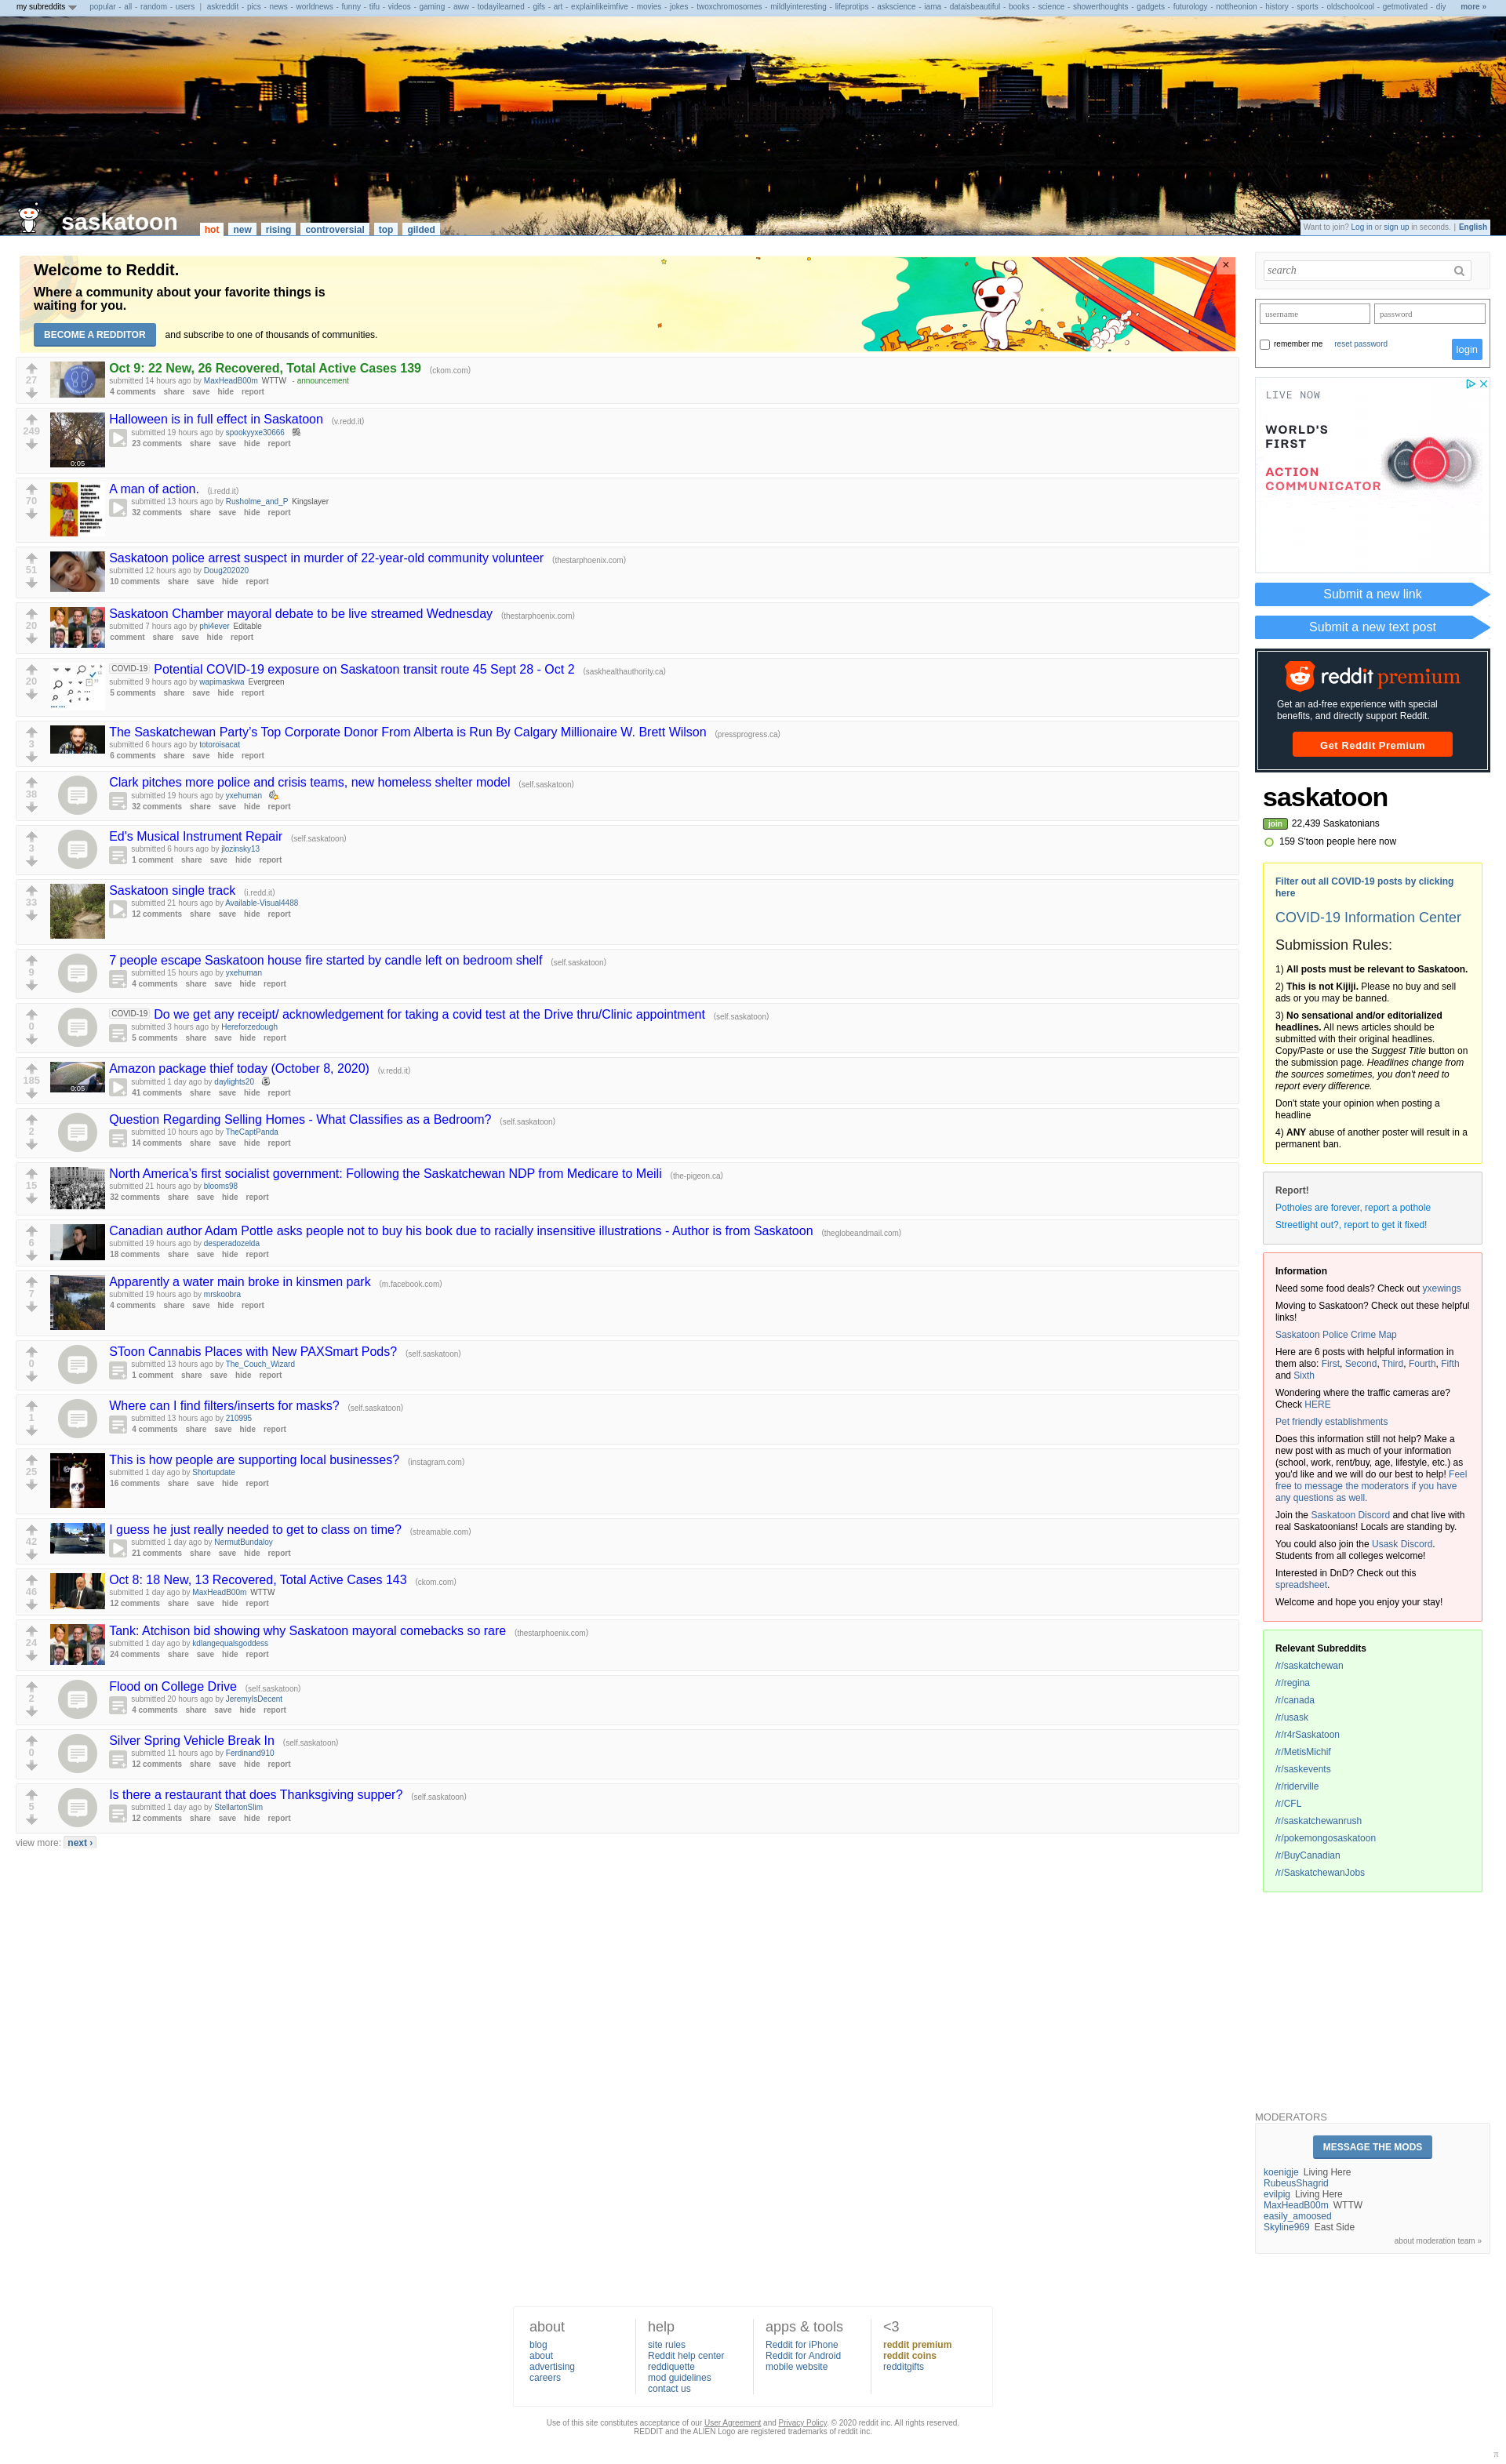 my subreddits popular - all - random - users | askreddit - pics - news - worldnews - funny - tifu - videos - gaming - aww - todayilearned - gifs - art - explainlikeimfive - movies - jokes - twoxchromosomes - mildlyinteresting - lifeprotips - askscience - iama - dataisbeautiful - books - science - showerthoughts - gadgets - futurology - nottheonion - history - sports - oldschoolcool - getmotivated - diy more »
saskatoon hot new rising controversial top gilded
Want to join? Log in or sign up in seconds. | English
Welcome to Reddit.
Where a community about your favorite things is
waiting for you.
BECOME A REDDITOR and subscribe to one of thousands of communities.
27
Oct 9: 22 New, 26 Recovered, Total Active Cases 139 (ckom.com)
submitted 14 hours ago by MaxHeadB00m WTTW - announcement
4 comments share save hide report
249
0:05
Halloween is in full effect in Saskatoon (v.redd.it)
submitted 19 hours ago by spookyyxe30666
23 comments share save hide report
70
A man of action. (i.redd.it)
submitted 13 hours ago by Rusholme_and_P Kingslayer
32 comments share save hide report
51
Saskatoon police arrest suspect in murder of 22-year-old community volunteer (thestarphoenix.com)
submitted 12 hours ago by Doug202020
10 comments share save hide report
20
Saskatoon Chamber mayoral debate to be live streamed Wednesday (thestarphoenix.com)
submitted 7 hours ago by phi4ever Editable
comment share save hide report
20
COVID-19 Potential COVID-19 exposure on Saskatoon transit route 45 Sept 28 - Oct 2 (saskhealthauthority.ca)
submitted 9 hours ago by wapimaskwa Evergreen
5 comments share save hide report
3
The Saskatchewan Party's Top Corporate Donor From Alberta is Run By Calgary Millionaire W. Brett Wilson (pressprogress.ca)
submitted 6 hours ago by totoroisacat
6 comments share save hide report
38
Clark pitches more police and crisis teams, new homeless shelter model (self.saskatoon)
submitted 19 hours ago by yxehuman
32 comments share save hide report
3
Ed's Musical Instrument Repair (self.saskatoon)
submitted 6 hours ago by jlozinsky13
1 comment share save hide report
33
Saskatoon single track (i.redd.it)
submitted 21 hours ago by Available-Visual4488
12 comments share save hide report
9
7 people escape Saskatoon house fire started by candle left on bedroom shelf (self.saskatoon)
submitted 15 hours ago by yxehuman
4 comments share save hide report
0
COVID-19 Do we get any receipt/ acknowledgement for taking a covid test at the Drive thru/Clinic appointment (self.saskatoon)
submitted 3 hours ago by Hereforzedough
5 comments share save hide report
185
0:05
Amazon package thief today (October 8, 2020) (v.redd.it)
submitted 1 day ago by daylights20
41 comments share save hide report
2
Question Regarding Selling Homes - What Classifies as a Bedroom? (self.saskatoon)
submitted 10 hours ago by TheCaptPanda
14 comments share save hide report
15
North America's first socialist government: Following the Saskatchewan NDP from Medicare to Meili (the-pigeon.ca)
submitted 21 hours ago by blooms98
32 comments share save hide report
6
Canadian author Adam Pottle asks people not to buy his book due to racially insensitive illustrations - Author is from Saskatoon (theglobeandmail.com)
submitted 19 hours ago by desperadozelda
18 comments share save hide report
7
Apparently a water main broke in kinsmen park (m.facebook.com)
submitted 19 hours ago by mrskoobra
4 comments share save hide report
0
SToon Cannabis Places with New PAXSmart Pods? (self.saskatoon)
submitted 13 hours ago by The_Couch_Wizard
1 comment share save hide report
1
Where can I find filters/inserts for masks? (self.saskatoon)
submitted 13 hours ago by 210995
4 comments share save hide report
25
This is how people are supporting local businesses? (instagram.com)
submitted 1 day ago by Shortupdate
16 comments share save hide report
42
I guess he just really needed to get to class on time? (streamable.com)
submitted 1 day ago by NermutBundaloy
21 comments share save hide report
46
Oct 8: 18 New, 13 Recovered, Total Active Cases 143 (ckom.com)
submitted 1 day ago by MaxHeadB00m WTTW
12 comments share save hide report
24
Tank: Atchison bid showing why Saskatoon mayoral comebacks so rare (thestarphoenix.com)
submitted 1 day ago by kdlangequalsgoddess
24 comments share save hide report
2
Flood on College Drive (self.saskatoon)
submitted 20 hours ago by JeremyIsDecent
4 comments share save hide report
0
Silver Spring Vehicle Break In (self.saskatoon)
submitted 11 hours ago by Ferdinand910
12 comments share save hide report
5
Is there a restaurant that does Thanksgiving supper? (self.saskatoon)
submitted 1 day ago by StellartonSlim
12 comments share save hide report
view more: next ›
search
username password
remember me reset password login
LIVE NOW
WORLD'S
FIRST
ACTION
COMMUNICATOR
Submit a new link
Submit a new text post
reddit premium
Get an ad-free experience with special
benefits, and directly support Reddit.
Get Reddit Premium
saskatoon
join 22,439 Saskatonians
159 S'toon people here now
Filter out all COVID-19 posts by clicking
here
COVID-19 Information Center
Submission Rules:
1) All posts must be relevant to Saskatoon.
2) This is not Kijiji. Please no buy and sell
ads or you may be banned.
3) No sensational and/or editorialized
headlines. All news articles should be
submitted with their original headlines.
Copy/Paste or use the Suggest Title button on
the submission page. Headlines change from
the sources sometimes, you don't need to
report every difference.
Don't state your opinion when posting a
headline
4) ANY abuse of another poster will result in a
permanent ban.
Report!
Potholes are forever, report a pothole
Streetlight out?, report to get it fixed!
Information
Need some food deals? Check out yxewings
Moving to Saskatoon? Check out these helpful
links!
Saskatoon Police Crime Map
Here are 6 posts with helpful information in
them also: First, Second, Third, Fourth, Fifth
and Sixth
Wondering where the traffic cameras are?
Check HERE
Pet friendly establishments
Does this information still not help? Make a
new post with as much of your information
(school, work, rent/buy, age, lifestyle, etc.) as
you'd like and we will do our best to help! Feel
free to message the moderators if you have
any questions as well.
Join the Saskatoon Discord and chat live with
real Saskatoonians! Locals are standing by.
You could also join the Usask Discord.
Students from all colleges welcome!
Interested in DnD? Check out this
spreadsheet.
Welcome and hope you enjoy your stay!
Relevant Subreddits
/r/saskatchewan
/r/regina
/r/canada
/r/usask
/r/r4rSaskatoon
/r/MetisMichif
/r/saskevents
/r/riderville
/r/CFL
/r/saskatchewanrush
/r/pokemongosaskatoon
/r/BuyCanadian
/r/SaskatchewanJobs
MODERATORS
MESSAGE THE MODS
koenigje Living Here
RubeusShagrid
evilpig Living Here
MaxHeadB00m WTTW
easily_amoosed
Skyline969 East Side
about moderation team »
about
blog
about
advertising
careers
help
site rules
Reddit help center
reddiquette
mod guidelines
contact us
apps & tools
Reddit for iPhone
Reddit for Android
mobile website
<3
reddit premium
reddit coins
redditgifts
Use of this site constitutes acceptance of our User Agreement and Privacy Policy. © 2020 reddit inc. All rights reserved.
REDDIT and the ALIEN Logo are registered trademarks of reddit inc.
π